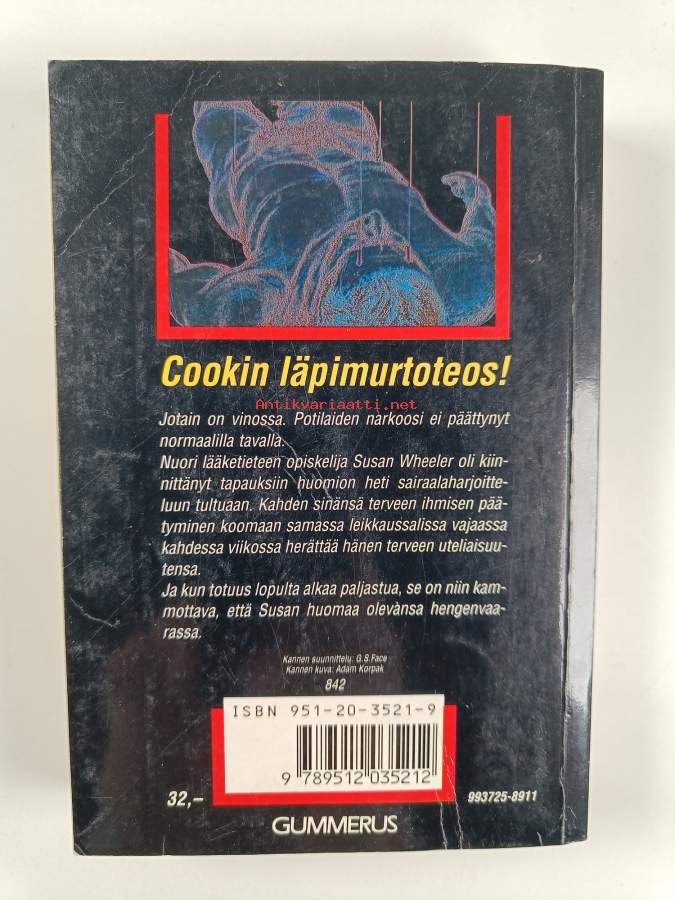 Cookin läpimurtoteos!
Antikvariaatti.net
Jotain on vinossa. Potilaiden narkoosi ei päättynyt
normaalilla tavalla.
Nuori lääketieteen opiskelija Susan Wheeler oli kiin-
nittänyt tapauksiin huomion heti sairaalaharjoitte-
luun tultuaan. Kahden sinänsä terveen ihmisen pää-
tyminen koomaan samassa leikkaussalissa vajaassa
kahdessa viikossa herättää hänen terveen uteliaisuu-
tensa.
Ja kun totuus lopulta alkaa paljastua, se on niin kam-
mottava, että Susan huomaa olevansa hengenvaa-
rassa.
Kannen suunnittelu: G.S.Face
Kannen kuva: Adam Korpak
842
ISBN 951-20-3521-9
9 789512 035212
32,–
993725-8911
GUMMERUS